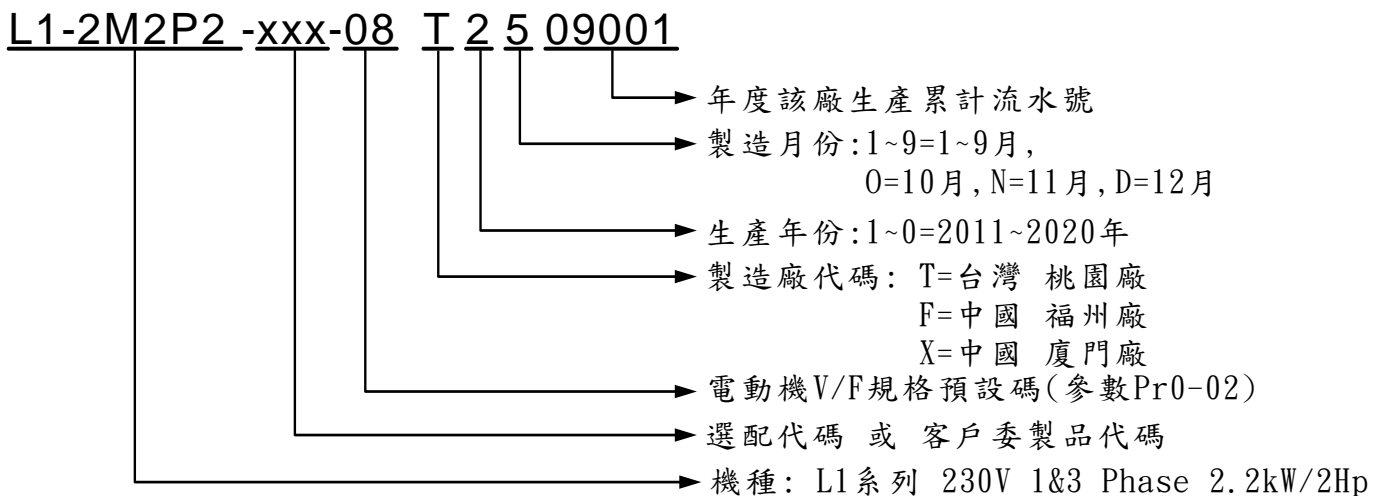 L1-2M2P2 -xxx-08 T 2 5 09001
年度該廠生產累計流水號
製造月份:1~9=1~9月,
O=10月,N=11月,D=12月
生產年份:1~0=2011~2020年
製造廠代碼: T=台灣 桃園廠
F=中國 福州廠
X=中國 廈門廠
電動機V/F規格預設碼(參數Pr0-02)
選配代碼 或 客戶委製品代碼
機種: L1系列 230V 1&3 Phase 2.2kW/2Hp